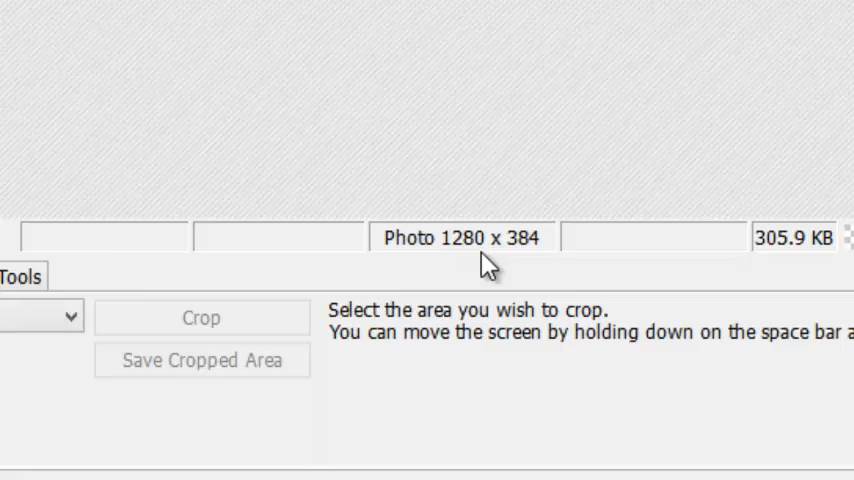 Photo 1280 x 384
305.9 KB
Tools
Crop
Save Cropped Area
Select the area you wish to crop.
You can move the screen by holding down on the space bar a